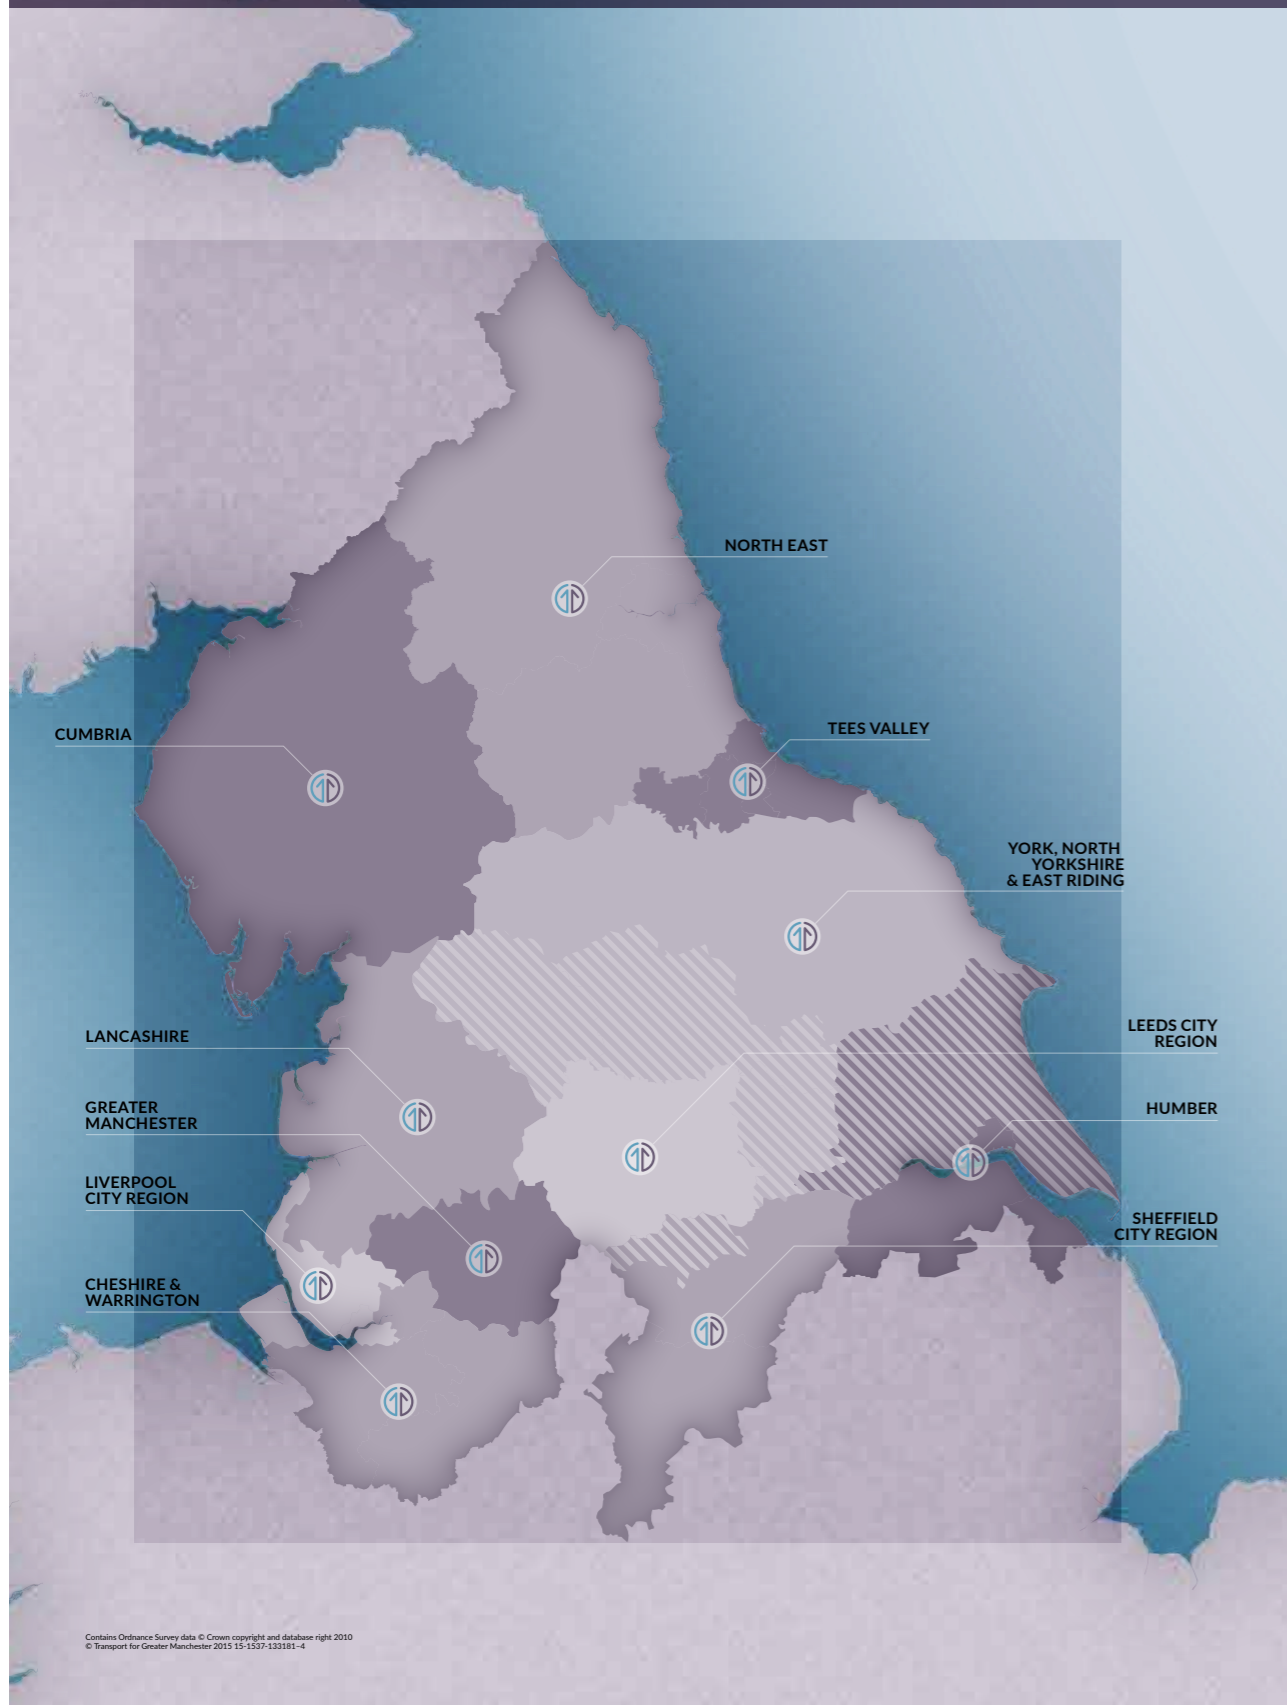 NORTH EAST
CUMBRIA
TEES VALLEY
YORK, NORTH
YORKSHIRE
& EAST RIDING
LANCASHIRE
LEEDS CITY
REGION
GREATER
MANCHESTER
HUMBER
LIVERPOOL
CITY REGION
SHEFFIELD
CITY REGION
CHESHIRE &
WARRINGTON
Contains Ordnance Survey data © Crown copyright and database right 2010
© Transport for Greater Manchester 2015 15-1537-133181–4